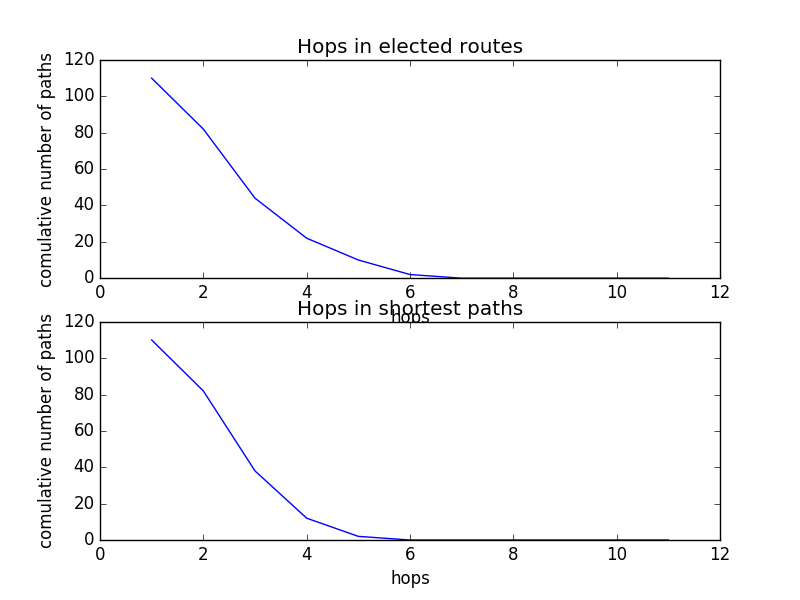 Hops in elected routes
comulative number of paths
120
100
80
60
40
20
0
0 2 4 6 8 10 12
hops
Hops in shortest paths
comulative number of paths
120
100
80
60
40
20
0
0 2 4 6 8 10 12
hops